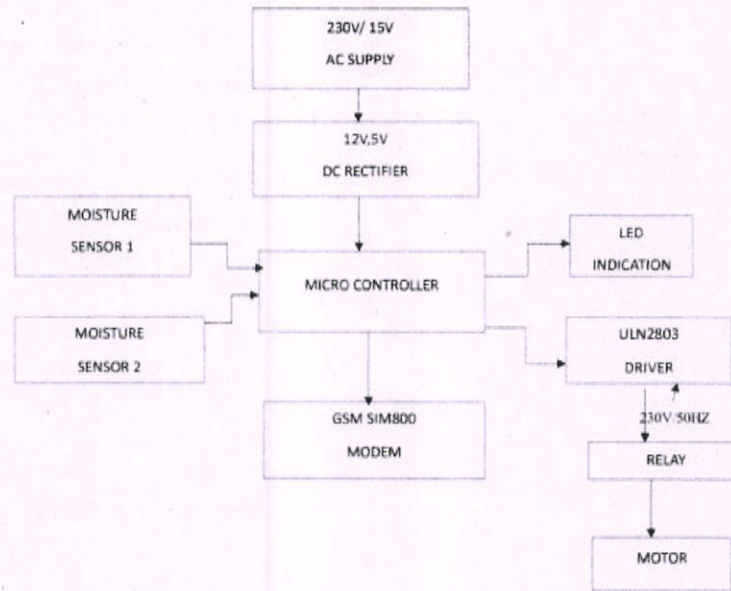 230V/ 15V
AC SUPPLY
12V,5V
DC RECTIFIER
MOISTURE
SENSOR 1
LED
INDICATION
MICRO CONTROLLER
MOISTURE
SENSOR 2
ULN2803
DRIVER
230V/50HZ
GSM SIM800
MODEM
RELAY
MOTOR